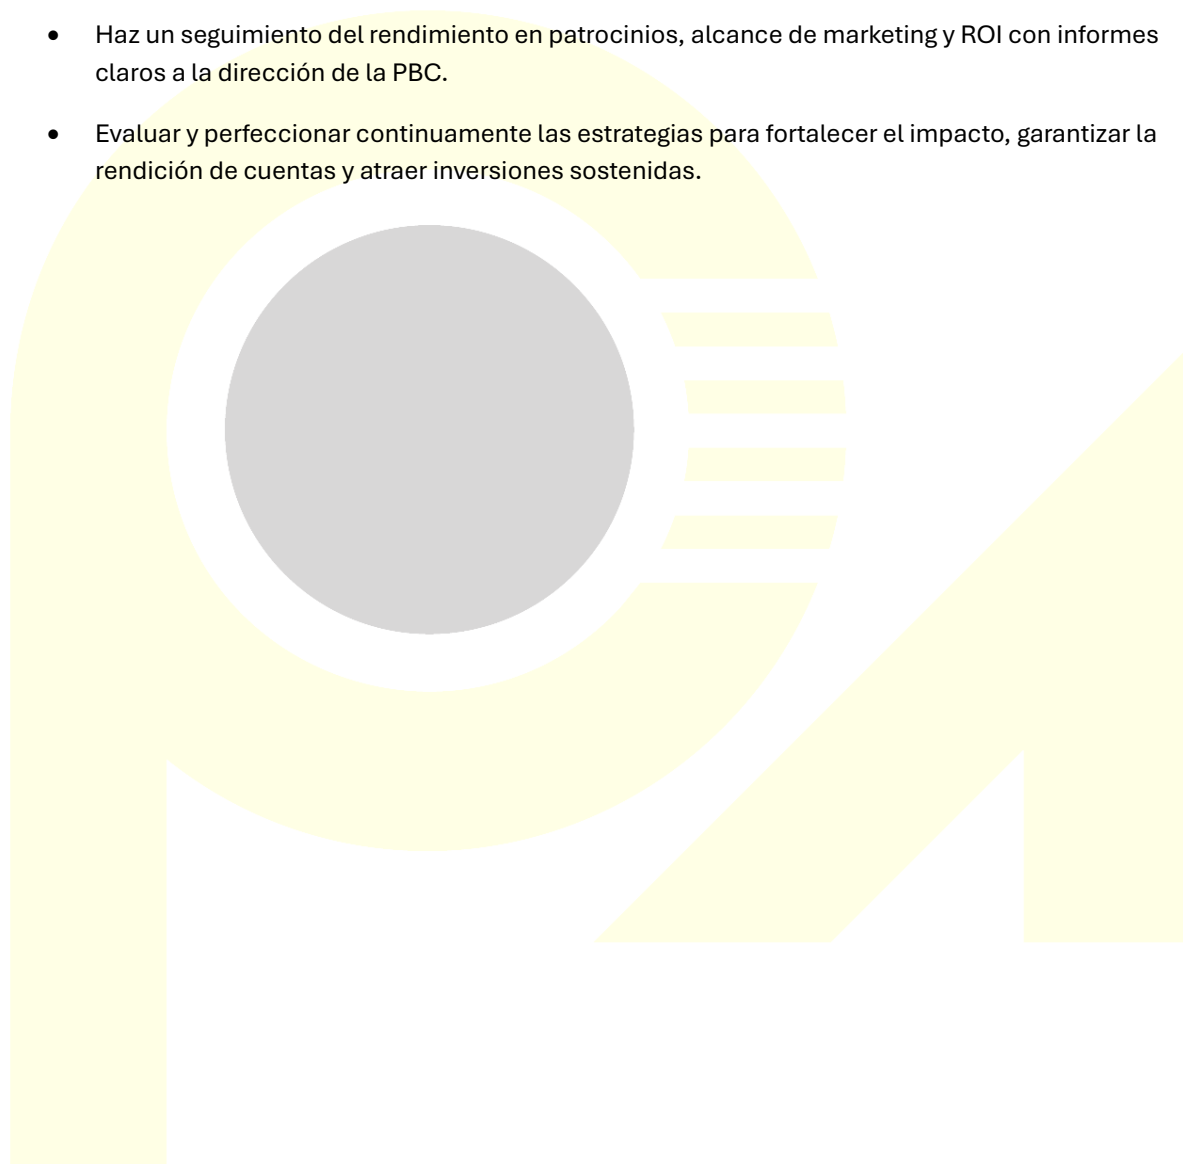 • Haz un seguimiento del rendimiento en patrocinios, alcance de marketing y ROI con informes
claros a la dirección de la PBC.
• Evaluar y perfeccionar continuamente las estrategias para fortalecer el impacto, garantizar la
rendición de cuentas y atraer inversiones sostenidas.